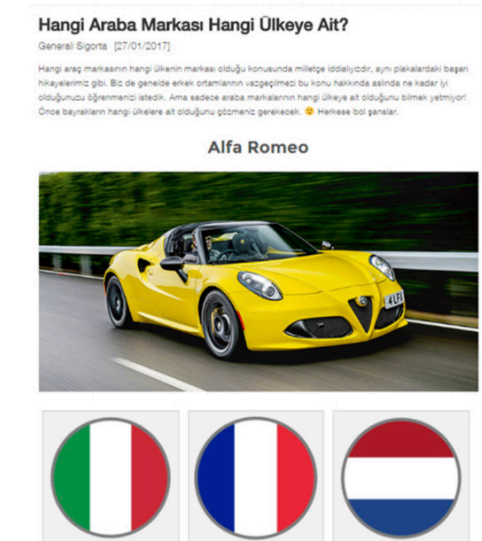 Hangi Araba Markası Hangi Ülkeye Ait?
Generali Sigorta [27/01/2017]
Hangi araç markasının hangi ülkenin markası olduğu konusunda milletçe iddialıyızdır, aynı plakalardaki başarı
hikayelerimiz gibi. Biz de genelde erkek ortamlarının vazgeçilmezi bu konu hakkında aslında ne kadar iyi
olduğunuzu öğrenmenizi istedik. Ama sadece araba markalarının hangi ülkeye ait olduğunu bilmek yetmiyor!
Önce bayrakların hangi ülkelere ait olduğunu çözmeniz gerekecek. 🙂 Herkese bol şanslar.
Alfa Romeo
4 LFA